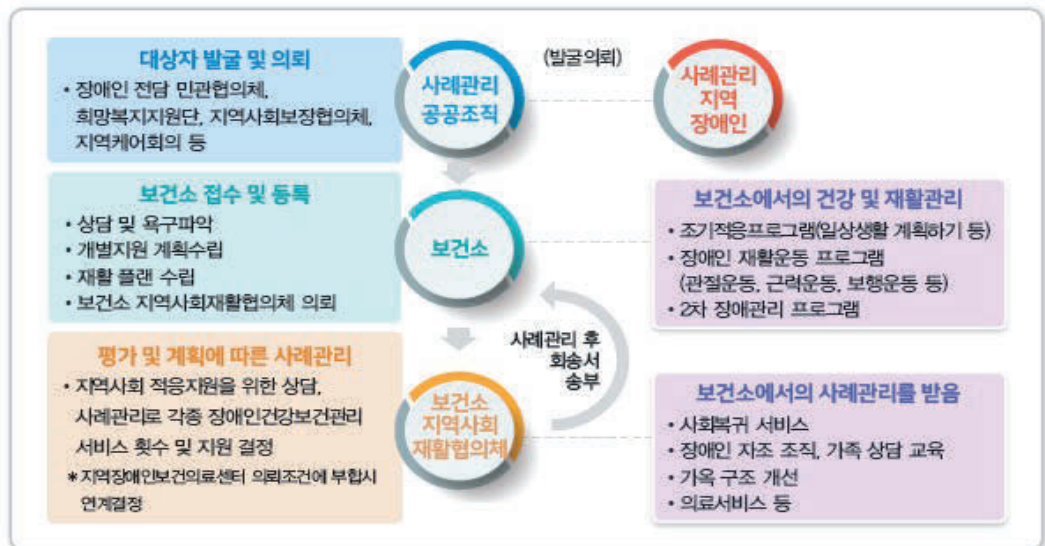 대상자 발굴 및 의뢰
• 장애인 전담 민관협의체,
희망복지지원단, 지역사회보장협의체,
지역케어회의 등
사례관리
공공조직
(발굴의뢰)
사례관리
지역
장애인
보건소 접수 및 등록
• 상담 및 욕구파악
• 개별지원 계획수립
• 재활 플랜 수립
• 보건소 지역사회재활협의체 의뢰
보건소
보건소에서의 건강 및 재활관리
• 조기적응프로그램(일상생활 계획하기 등)
• 장애인 재활운동 프로그램
(관절운동, 근력운동, 보행운동 등)
• 2차 장애관리 프로그램
사례관리 후
회송서
송부
평가 및 계획에 따른 사례관리
• 지역사회 적응지원을 위한 상담,
사례관리로 각종 장애인건강보건관리
서비스 횟수 및 지원 결정
* 지역장애인보건의료센터 의뢰조건에 부합시
연계결정
보건소
지역사회
재활협의체
보건소에서의 사례관리를 받음
• 사회복귀 서비스
• 장애인 자조 조직, 가족 상담 교육
• 가옥 구조 개선
• 의료서비스 등